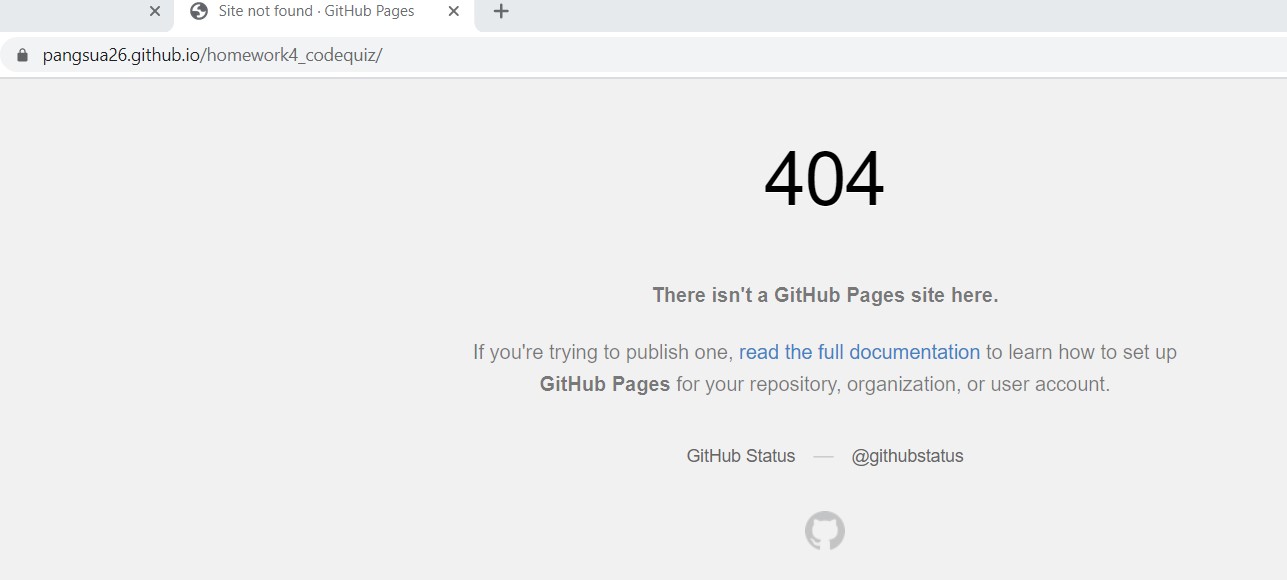 Site not found · GitHub Pages
pangsua26.github.io/homework4_codequiz/
404
There isn't a GitHub Pages site here.
If you're trying to publish one, read the full documentation to learn how to set up
GitHub Pages for your repository, organization, or user account.
GitHub Status — @githubstatus